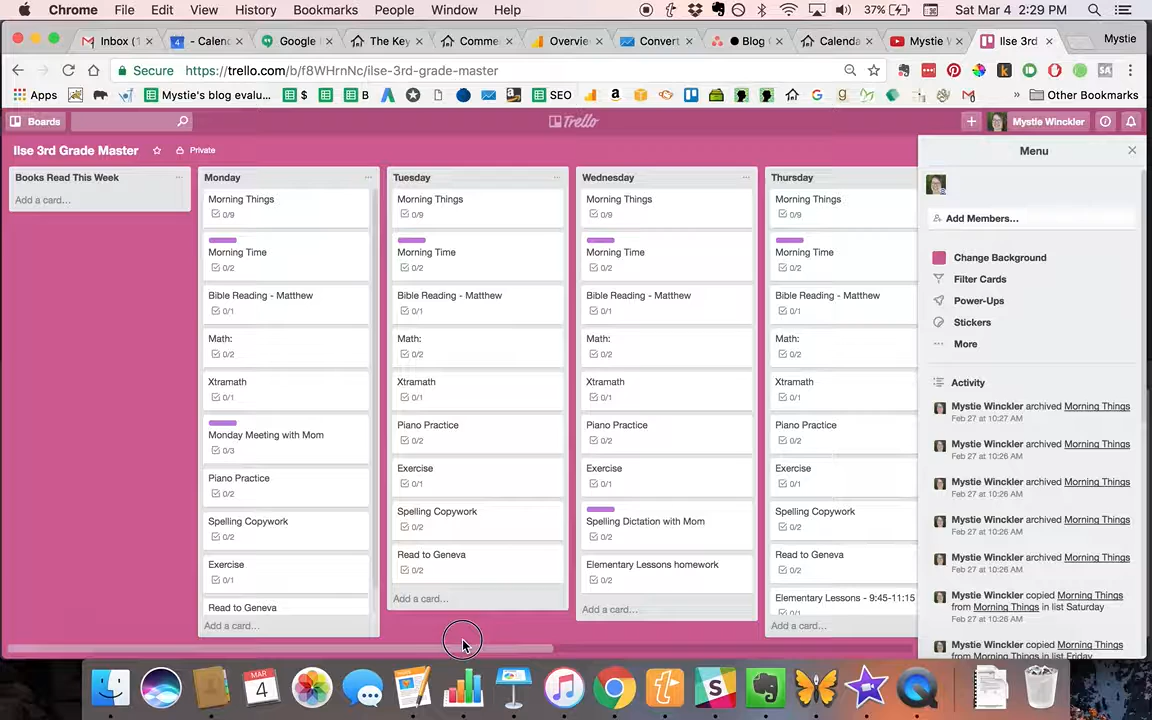 Chrome File Edit View History Bookmarks People Window Help 37% Sat Mar 4 2:29 PM
Inbox (1 Calen Google The Key Comme Overvie Convert Blog Calenda Mystie Ilse 3rd Mystie
Secure https://trello.com/b/f8WHrnNc/ilse-3rd-grade-master
Apps Mystie's blog evalu... $ B SEO » Other Bookmarks
Boards Trello Mystie Winckler
Ilse 3rd Grade Master Private
Menu
Books Read This Week
Add a card...
Monday
Morning Things
0/9
Morning Time
0/2
Bible Reading - Matthew
0/1
Math:
0/2
Xtramath
0/1
Monday Meeting with Mom
0/3
Piano Practice
0/2
Spelling Copywork
0/2
Exercise
0/1
Read to Geneva
Add a card...
Tuesday
Morning Things
0/9
Morning Time
0/2
Bible Reading - Matthew
0/1
Math:
0/2
Xtramath
0/1
Piano Practice
0/2
Exercise
0/1
Spelling Copywork
0/2
Read to Geneva
0/2
Add a card...
Wednesday
Morning Things
0/9
Morning Time
0/2
Bible Reading - Matthew
0/1
Math:
0/2
Xtramath
0/1
Piano Practice
0/2
Exercise
0/1
Spelling Dictation with Mom
0/2
Elementary Lessons homework
0/2
Add a card...
Thursday
Morning Things
0/9
Morning Time
0/2
Bible Reading - Matthew
0/1
Math:
0/2
Xtramath
0/1
Piano Practice
0/2
Exercise
0/1
Spelling Copywork
0/2
Read to Geneva
0/2
Elementary Lessons - 9:45-11:15
0/1
Add a card...
Add Members...
Change Background
Filter Cards
Power-Ups
Stickers
More
Activity
Mystie Winckler archived Morning Things
Feb 27 at 10:27 AM
Mystie Winckler archived Morning Things
Feb 27 at 10:26 AM
Mystie Winckler archived Morning Things
Feb 27 at 10:26 AM
Mystie Winckler archived Morning Things
Feb 27 at 10:26 AM
Mystie Winckler archived Morning Things
Feb 27 at 10:26 AM
Mystie Winckler copied Morning Things
from Morning Things in list Saturday
Feb 27 at 10:26 AM
Mystie Winckler copied Morning Things
from Morning Things in list Friday
MAR
4